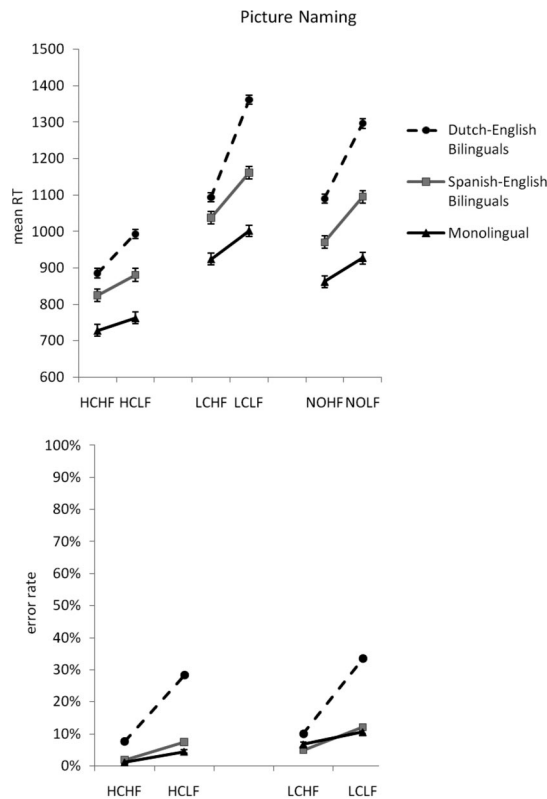 Picture Naming
1500
1400
1300
1200
1100
1000
900
800
700
600
mean RT
HCHF HCLF LCHF LCLF NOHF NOLF
Dutch-English
Bilinguals
Spanish-English
Bilinguals
Monolingual
100%
90%
80%
70%
60%
50%
40%
30%
20%
10%
0%
error rate
HCHF HCLF LCHF LCLF